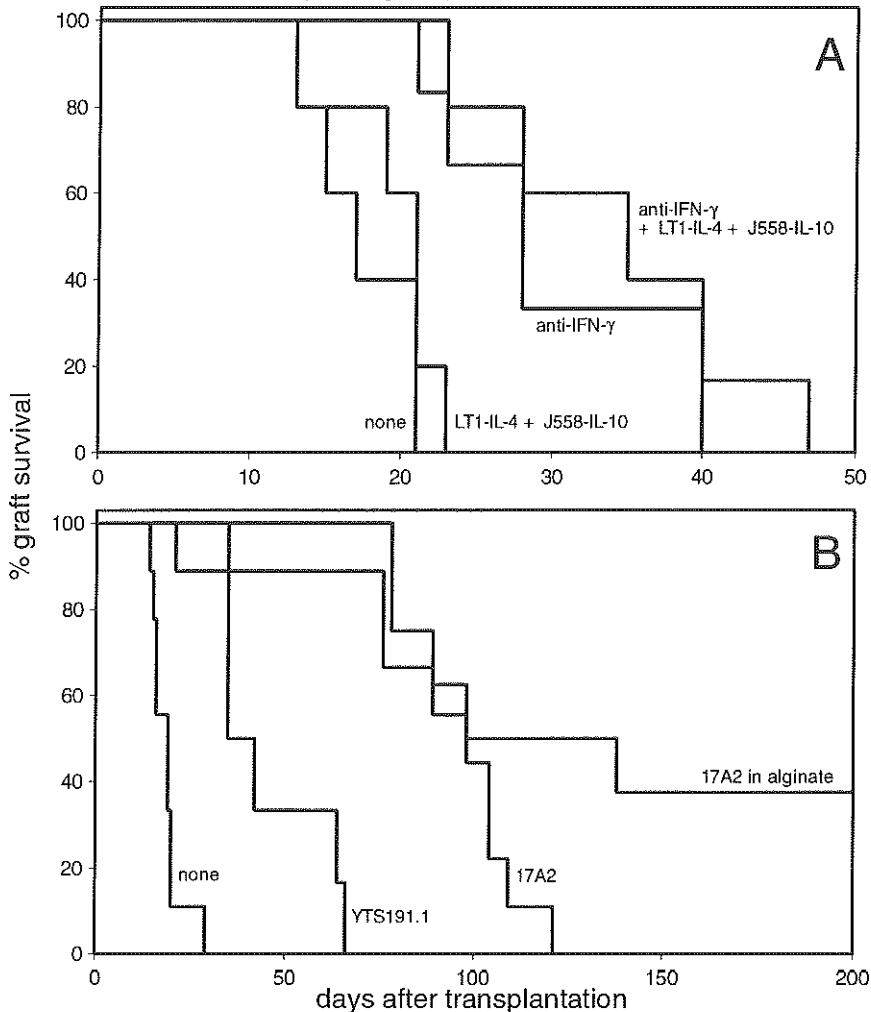 100
80
60
40
20
0
A
anti-IFN-γ
+ LT1-IL-4 + J558-IL-10
anti-IFN-γ
none
LT1-IL-4 + J558-IL-10
0 10 20 30 40 50
% graft survival
100
80
60
40
20
0
B
17A2 in alginate
none
17A2
YTS191.1
0 50 100 150 200
days after transplantation